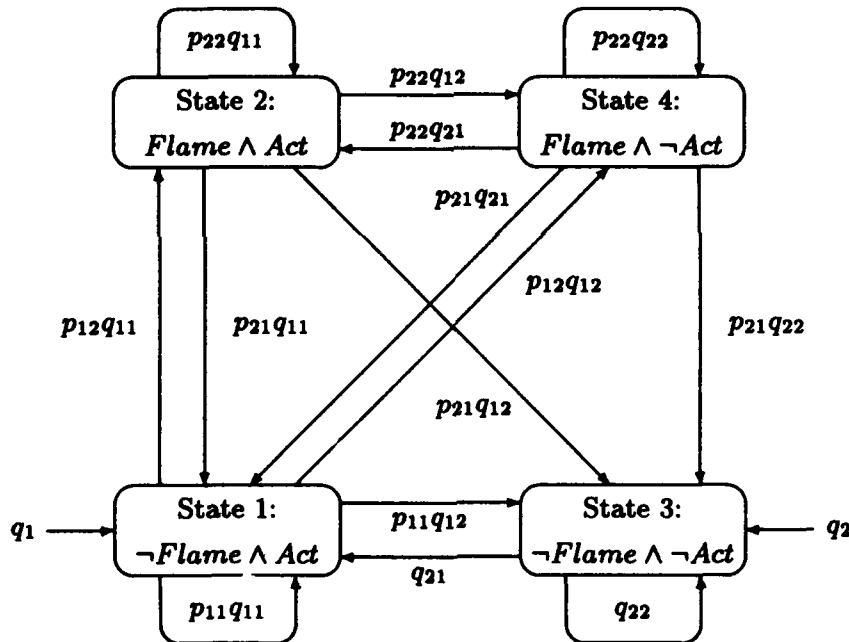 p₂₂q₁₁
p₂₂q₂₂
State 2:
Flame ∧ Act
p₂₂q₁₂
p₂₂q₂₁
State 4:
Flame ∧ ¬Act
p₂₁q₂₁
p₁₂q₁₂
p₁₂q₁₁
p₂₁q₁₁
p₂₁q₂₂
p₂₁q₁₂
q₁
State 1:
¬Flame ∧ Act
p₁₁q₁₂
q₂₁
State 3:
¬Flame ∧ ¬Act
q₂
p₁₁q₁₁
q₂₂